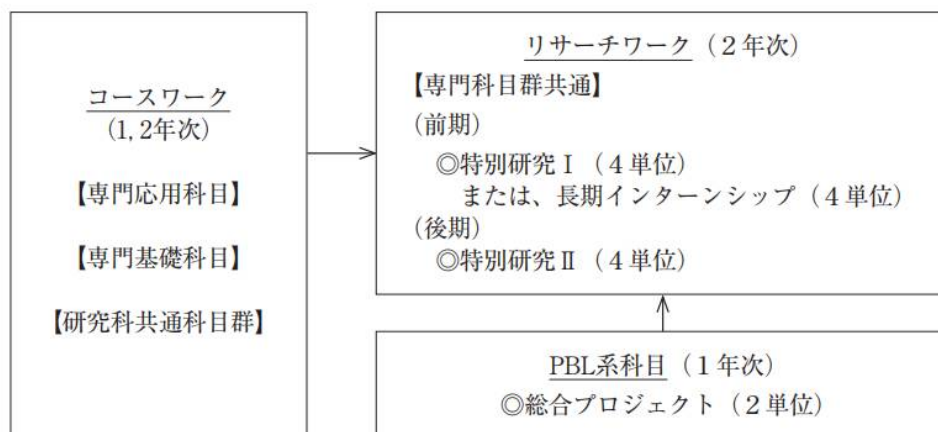 コースワーク
(1, 2年次)
【専門応用科目】
【専門基礎科目】
【研究科共通科目群】
リサーチワーク（２年次）
【専門科目群共通】
(前期)
◎特別研究Ⅰ（４単位）
または、長期インターンシップ（４単位）
(後期)
◎特別研究Ⅱ（４単位）
PBL系科目（１年次）
◎総合プロジェクト（２単位）